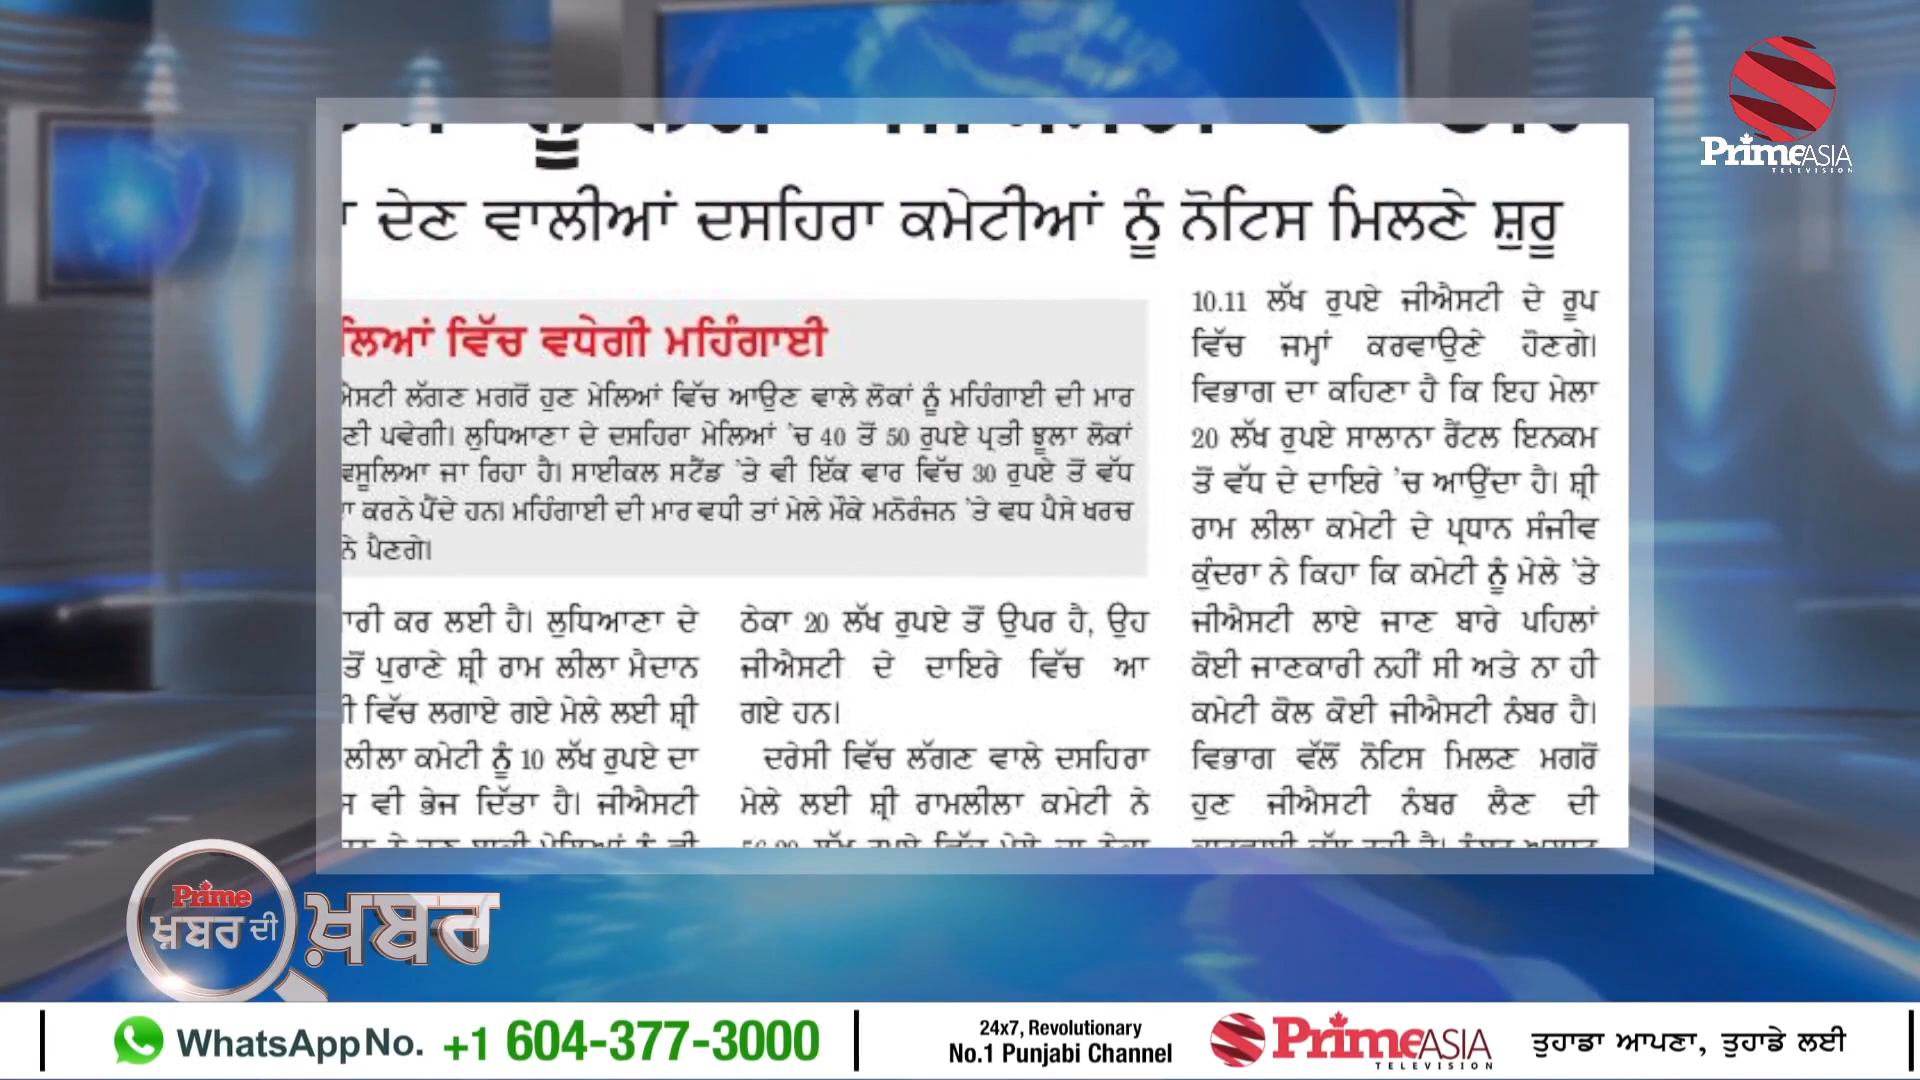 Prime ASIA
TELEVISION
ਦੇਣ ਵਾਲੀਆਂ ਦਸਹਿਰਾ ਕਮੇਟੀਆਂ ਨੂੰ ਨੋਟਿਸ ਮਿਲਣੇ ਸ਼ੁਰੂ
ਲਿਆਂ ਵਿੱਚ ਵਧੇਗੀ ਮਹਿੰਗਾਈ
ਐਸਟੀ ਲੱਗਣ ਮਗਰੋਂ ਹੁਣ ਮੇਲਿਆਂ ਵਿੱਚ ਆਉਣ ਵਾਲੇ ਲੋਕਾਂ ਨੂੰ ਮਹਿੰਗਾਈ ਦੀ ਮਾਰ
ਣੀ ਪਵੇਗੀ। ਲੁਧਿਆਣਾ ਦੇ ਦਸਹਿਰਾ ਮੇਲਿਆਂ 'ਚ 40 ਤੋਂ 50 ਰੁਪਏ ਪ੍ਰਤੀ ਝੂਲਾ ਲੋਕਾਂ
ਵਸੂਲਿਆ ਜਾ ਰਿਹਾ ਹੈ। ਸਾਈਕਲ ਸਟੈਂਡ 'ਤੇ ਵੀ ਇੱਕ ਵਾਰ ਵਿੱਚ 30 ਰੁਪਏ ਤੋਂ ਵੱਧ
ਕਰਨੇ ਪੈਂਦੇ ਹਨ। ਮਹਿੰਗਾਈ ਦੀ ਮਾਰ ਵਧੀ ਤਾਂ ਮੇਲੇ ਮੌਕੇ ਮਨੋਰੰਜਨ 'ਤੇ ਵਧ ਪੈਸੇ ਖਰਚ
ਨੇ ਪੈਣਗੇ।
ਾਰੀ ਕਰ ਲਈ ਹੈ। ਲੁਧਿਆਣਾ ਦੇ
ਤੋਂ ਪੁਰਾਣੇ ਸ਼੍ਰੀ ਰਾਮ ਲੀਲਾ ਮੈਦਾਨ
ਵਿੱਚ ਲਗਾਏ ਗਏ ਮੇਲੇ ਲਈ ਸ਼੍ਰੀ
ਲੀਲਾ ਕਮੇਟੀ ਨੂੰ 10 ਲੱਖ ਰੁਪਏ ਦਾ
ਵੀ ਭੇਜ ਦਿੱਤਾ ਹੈ। ਜੀਐਸਟੀ
ਠੇਕਾ 20 ਲੱਖ ਰੁਪਏ ਤੋਂ ਉਪਰ ਹੈ, ਉਹ
ਜੀਐਸਟੀ ਦੇ ਦਾਇਰੇ ਵਿੱਚ ਆ
ਗਏ ਹਨ।
ਦਰੇਸੀ ਵਿੱਚ ਲੱਗਣ ਵਾਲੇ ਦਸਹਿਰਾ
ਮੇਲੇ ਲਈ ਸ਼੍ਰੀ ਰਾਮਲੀਲਾ ਕਮੇਟੀ ਨੇ
10.11 ਲੱਖ ਰੁਪਏ ਜੀਐਸਟੀ ਦੇ ਰੂਪ
ਵਿੱਚ ਜਮ੍ਹਾਂ ਕਰਵਾਉਣੇ ਹੋਣਗੇ।
ਵਿਭਾਗ ਦਾ ਕਹਿਣਾ ਹੈ ਕਿ ਇਹ ਮੇਲਾ
20 ਲੱਖ ਰੁਪਏ ਸਾਲਾਨਾ ਰੈਂਟਲ ਇਨਕਮ
ਤੋਂ ਵੱਧ ਦੇ ਦਾਇਰੇ 'ਚ ਆਉਂਦਾ ਹੈ। ਸ਼੍ਰੀ
ਰਾਮ ਲੀਲਾ ਕਮੇਟੀ ਦੇ ਪ੍ਰਧਾਨ ਸੰਜੀਵ
ਕੁੰਦਰਾ ਨੇ ਕਿਹਾ ਕਿ ਕਮੇਟੀ ਨੂੰ ਮੇਲੇ 'ਤੇ
ਜੀਐਸਟੀ ਲਾਏ ਜਾਣ ਬਾਰੇ ਪਹਿਲਾਂ
ਕੋਈ ਜਾਣਕਾਰੀ ਨਹੀਂ ਸੀ ਅਤੇ ਨਾ ਹੀ
ਕਮੇਟੀ ਕੋਲ ਕੋਈ ਜੀਐਸਟੀ ਨੰਬਰ ਹੈ।
ਵਿਭਾਗ ਵੱਲੋਂ ਨੋਟਿਸ ਮਿਲਣ ਮਗਰੋਂ
ਹੁਣ ਜੀਐਸਟੀ ਨੰਬਰ ਲੈਣ ਦੀ
Prime
ਖ਼ਬਰ ਦੀ ਖ਼ਬਰ
WhatsApp No. +1 604-377-3000
24x7, Revolutionary
No.1 Punjabi Channel
Prime ASIA
TELEVISION
ਤੁਹਾਡਾ ਆਪਣਾ, ਤੁਹਾਡੇ ਲਈ